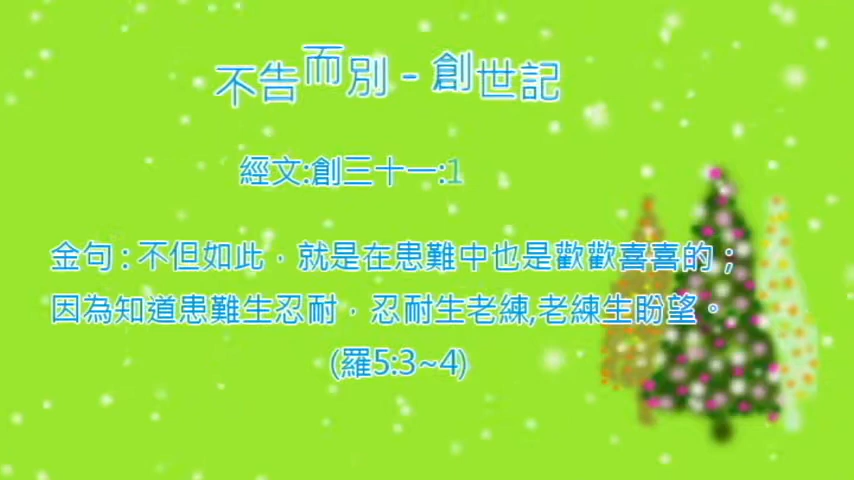 不告而別 - 創世記
經文:創三十一:1
金句 : 不但如此，就是在患難中也是歡歡喜喜的；
因為知道患難生忍耐，忍耐生老練,老練生盼望。
(羅5:3~4)